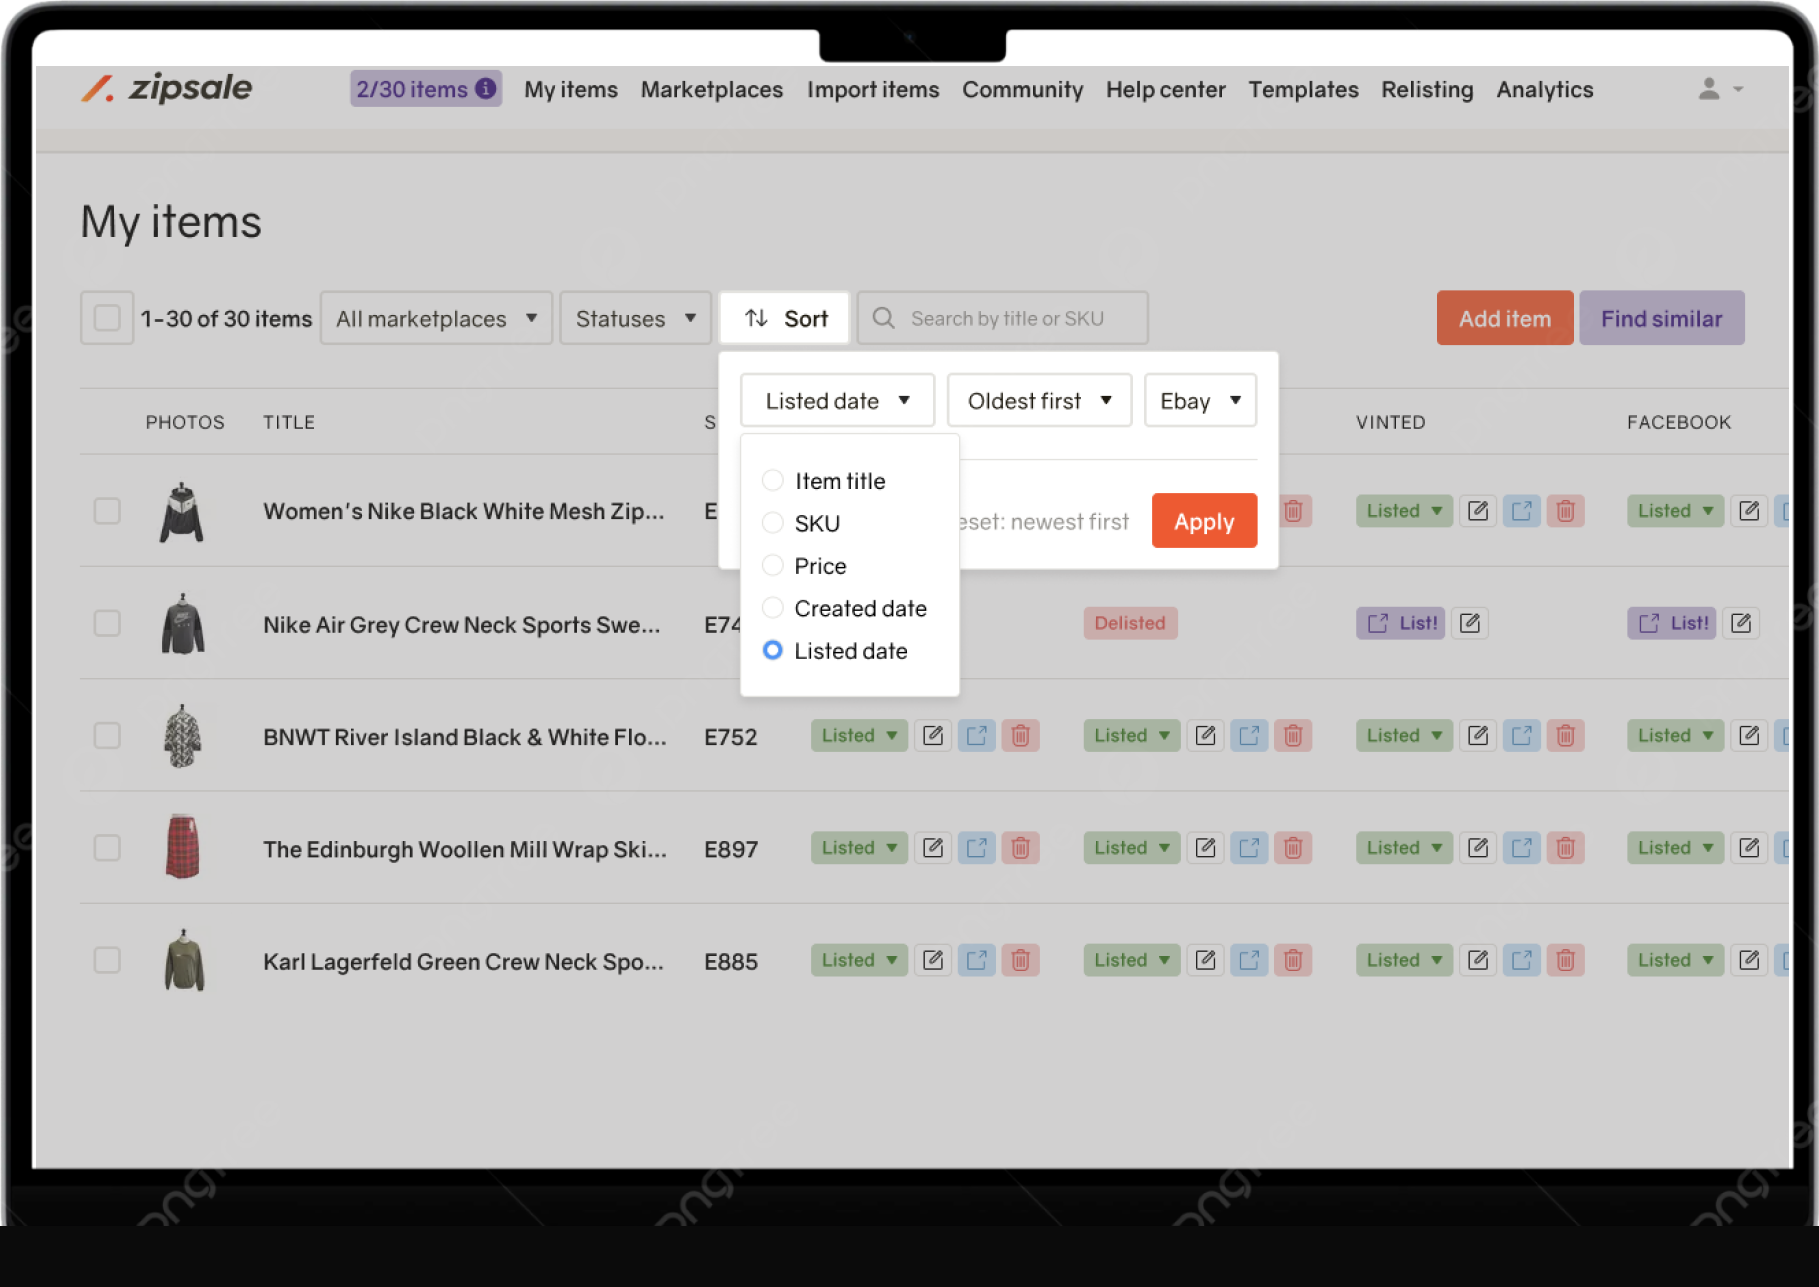 zipsale 2/30 items i My items Marketplaces Import items Community Help center Templates Relisting Analytics
My items
1-30 of 30 items All marketplaces Statuses Sort Search by title or SKU Add item Find similar
Listed date Oldest first Ebay
PHOTOS TITLE S VINTED FACEBOOK
Item title
SKU
Price
Created date
Listed date
eset: newest first Apply
Women's Nike Black White Mesh Zip... E Listed Listed
Nike Air Grey Crew Neck Sports Swe... E74 Delisted List! List!
BNWT River Island Black & White Flo... E752 Listed Listed Listed Listed
The Edinburgh Woollen Mill Wrap Ski... E897 Listed Listed Listed Listed
Karl Lagerfeld Green Crew Neck Spo... E885 Listed Listed Listed Listed